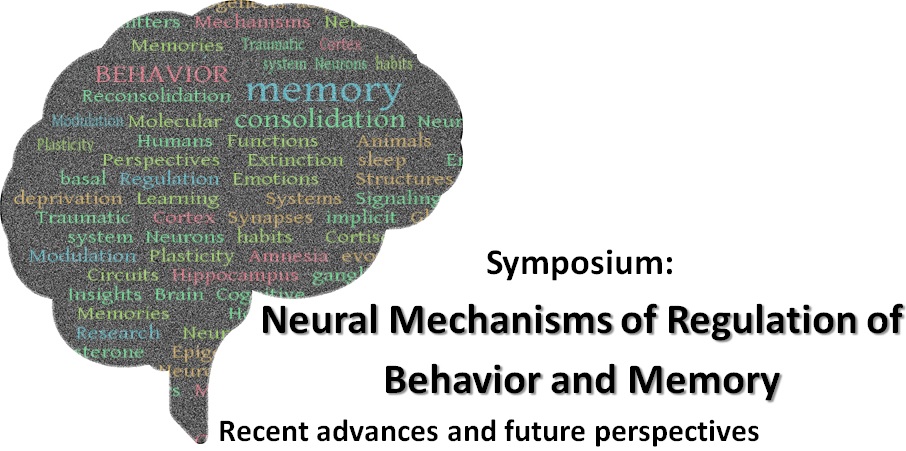 Mechanisms
Memories Traumatic Cortex
system Neurons habits
BEHAVIOR
Reconsolidation memory
Modulation Molecular consolidation Neur
Plasticity Humans Functions Animals
Perspectives Extinction sleep
basal Regulation Emotions Structures
deprivation Learning Systems Signaling
Traumatic Cortex Synapses implicit
system Neurons habits Cortis
Modulation Plasticity Amnesia evo
Circuits Hippocampus gangl
Insights Brain Cognitive
Memories
Research Neur
sterone Epig
Symposium:
Neural Mechanisms of Regulation of
Behavior and Memory
Recent advances and future perspectives